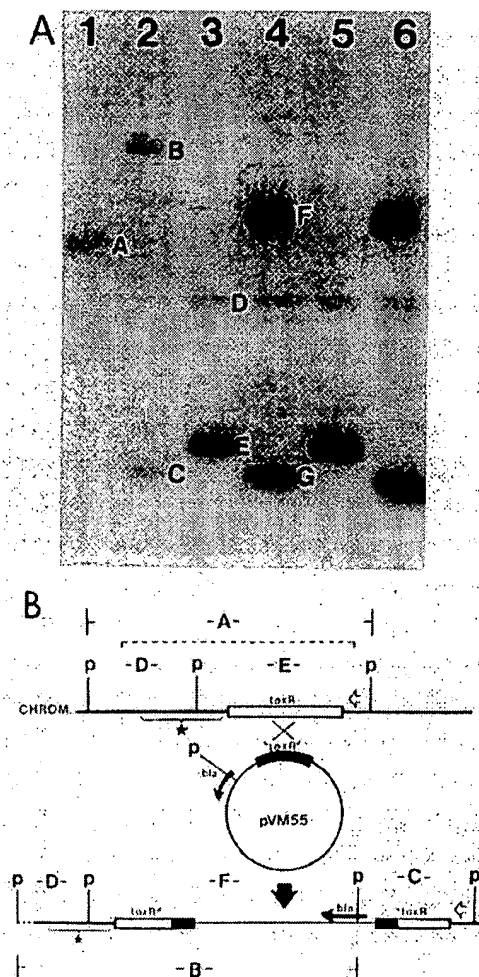 A
1 2 3 4 5 6
B
A
F
D
E
C
G
B
-A-
p -D- p -E- p
CHROM. toxR
★
'toxR'
p
bla
pVM55
p -D- p -F- p -C- p
bla
toxR' 'toxR
★
-B-